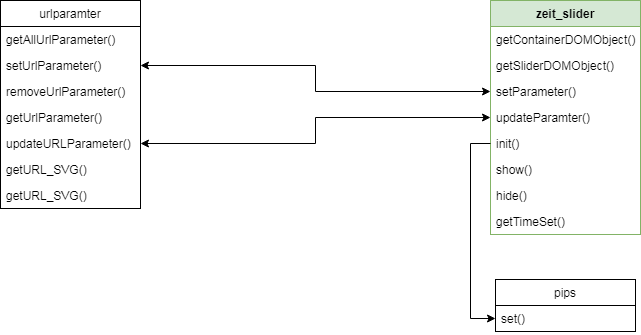 urlparamter
getAllUrlParameter()
setUrlParameter()
removeUrlParameter()
getUrlParameter()
updateURLParameter()
getURL_SVG()
getURL_SVG()
zeit_slider
getContainerDOMObject()
getSliderDOMObject()
setParameter()
updateParamter()
init()
show()
hide()
getTimeSet()
pips
set()